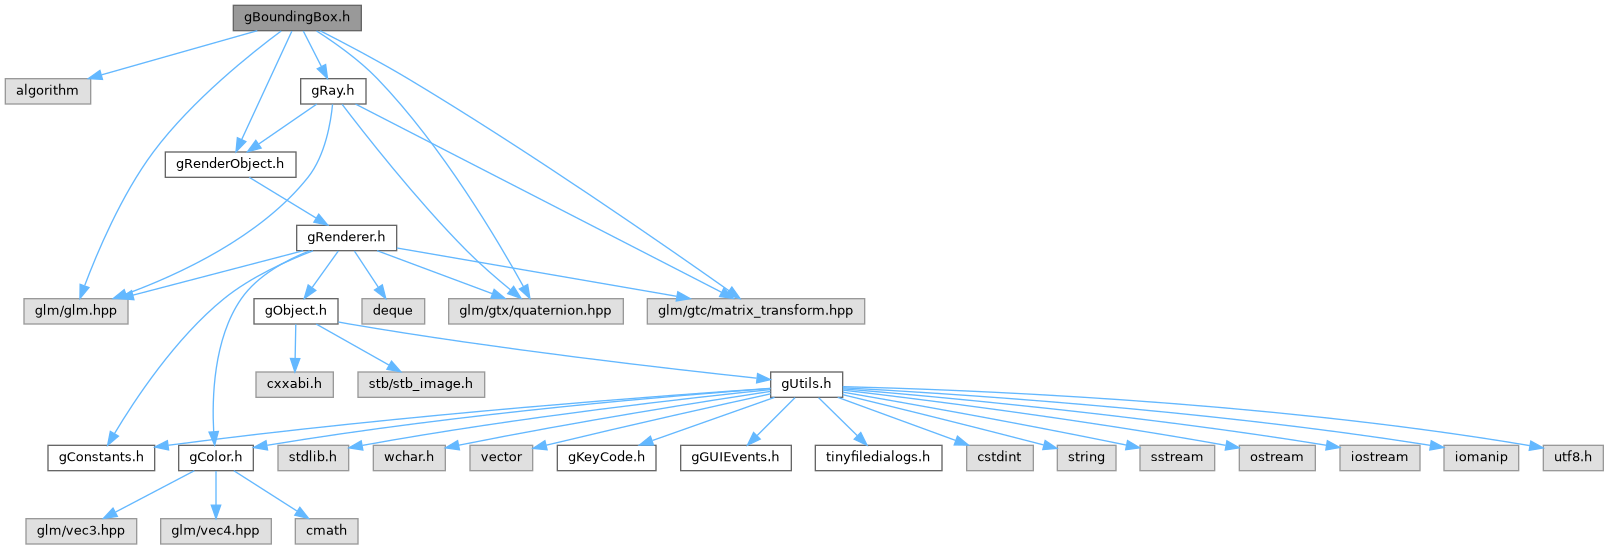 gBoundingBox.h
algorithm
gRay.h
gRenderObject.h
gRenderer.h
glm/glm.hpp
gObject.h
deque
glm/gtx/quaternion.hpp
glm/gtc/matrix_transform.hpp
cxxabi.h
stb/stb_image.h
gUtils.h
gConstants.h
gColor.h
stdlib.h
wchar.h
vector
gKeyCode.h
gGUIEvents.h
tinyfiledialogs.h
cstdint
string
sstream
ostream
iostream
iomanip
utf8.h
glm/vec3.hpp
glm/vec4.hpp
cmath